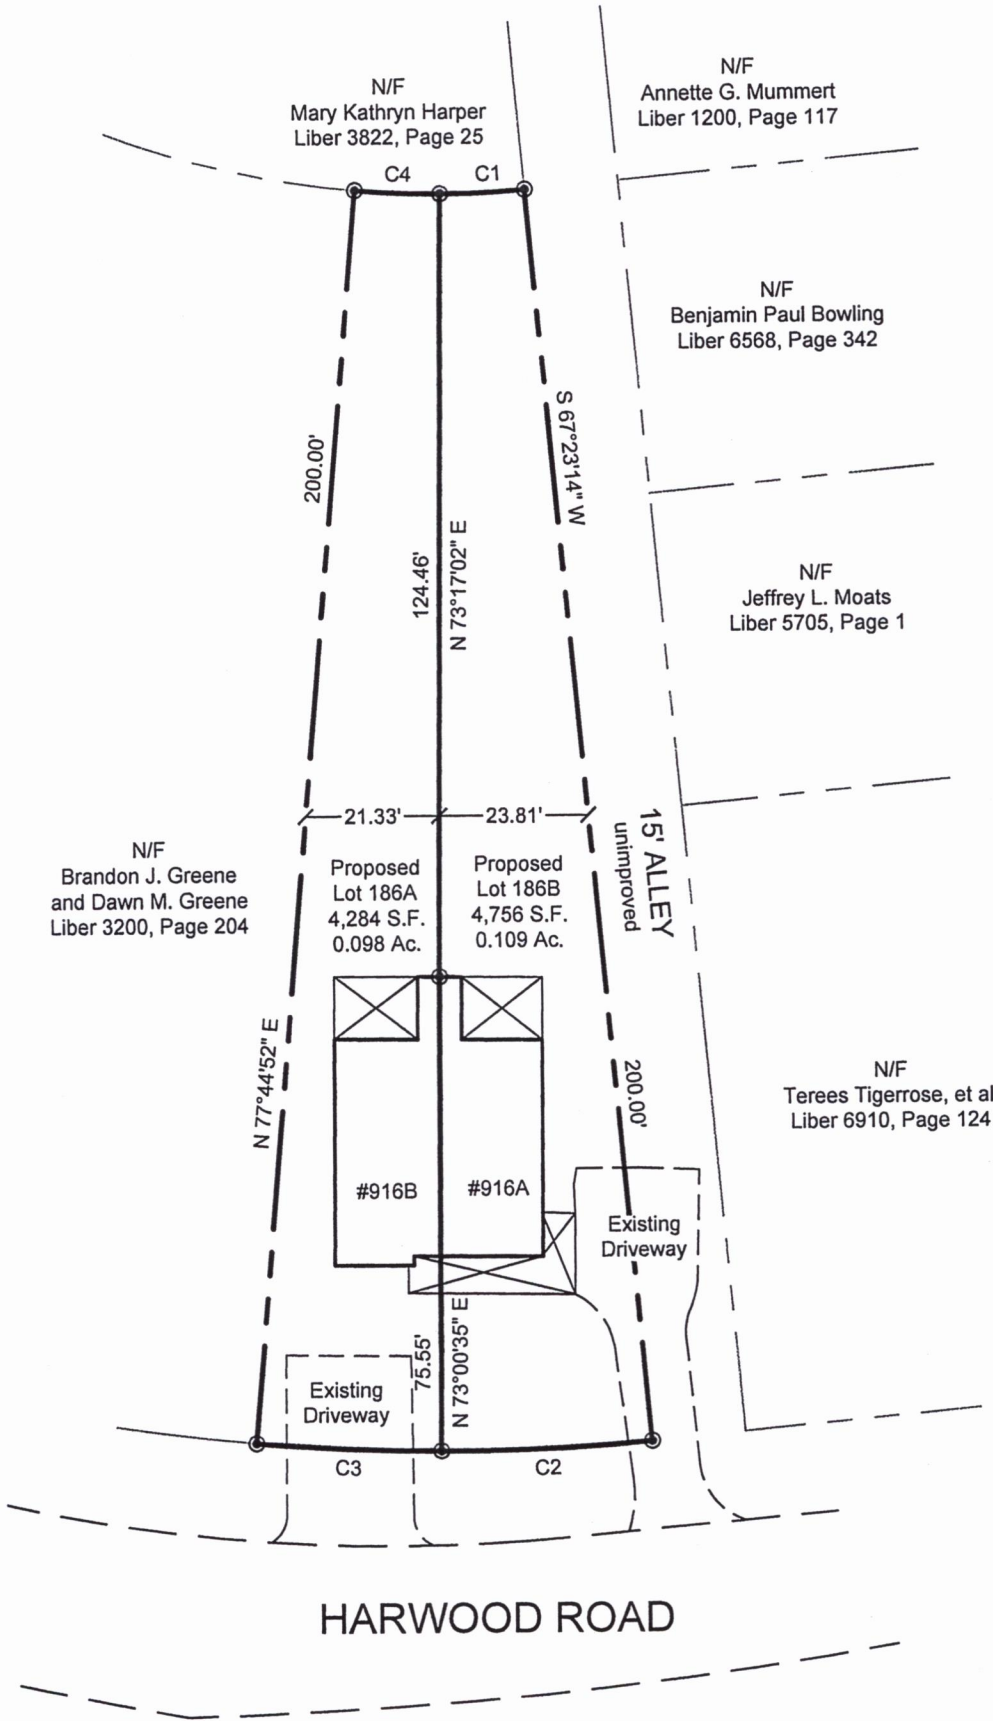 N/F
Mary Kathryn Harper
Liber 3822, Page 25
N/F
Annette G. Mummert
Liber 1200, Page 117
C4
C1
N/F
Benjamin Paul Bowling
Liber 6568, Page 342
200.00'
S 67°23'14" W
124.46'
N 73°17'02" E
N/F
Jeffrey L. Moats
Liber 5705, Page 1
21.33'
23.81'
15' ALLEY
unimproved
N/F
Brandon J. Greene
and Dawn M. Greene
Liber 3200, Page 204
Proposed
Lot 186A
4,284 S.F.
0.098 Ac.
Proposed
Lot 186B
4,756 S.F.
0.109 Ac.
N 77°44'52" E
200.00'
N/F
Terees Tigerrose, et al
Liber 6910, Page 124
#916B
#916A
Existing
Driveway
75.55'
N 73°00'35" E
Existing
Driveway
C3
C2
HARWOOD ROAD